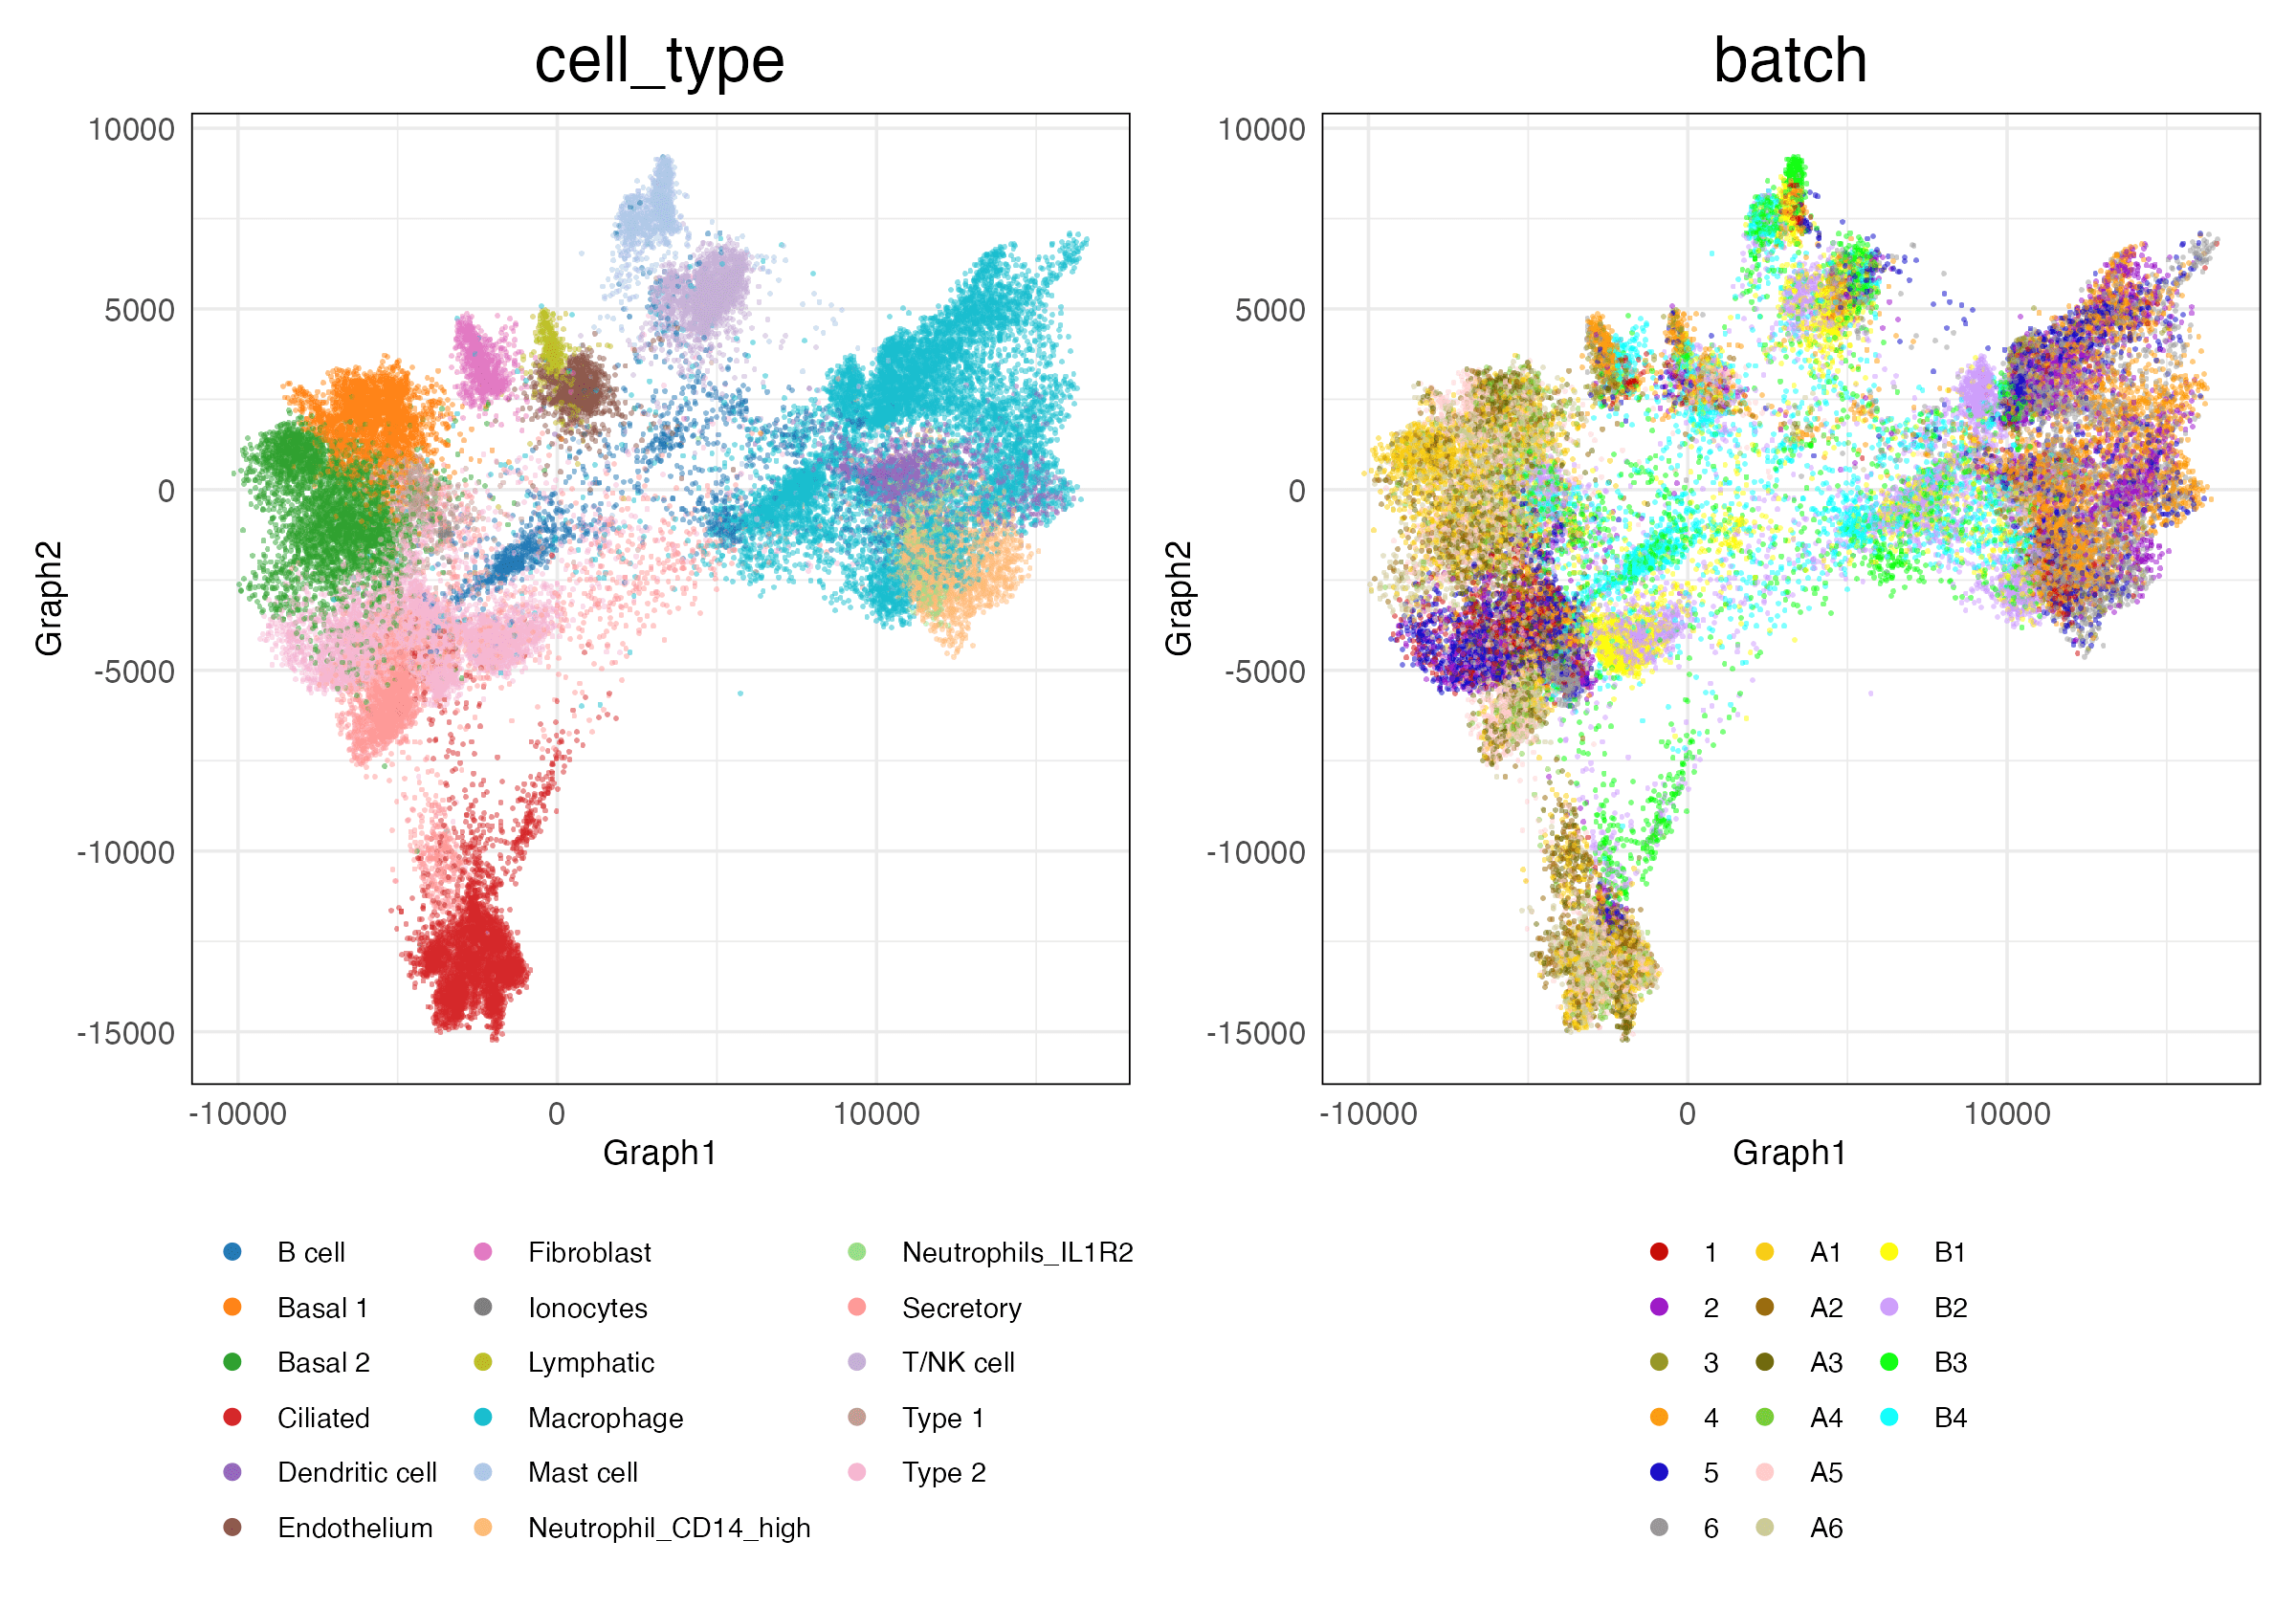 cell_type
batch
10000
5000
0
-5000
-10000
-15000
Graph2
-10000
0
10000
Graph1
10000
5000
0
-5000
-10000
-15000
Graph2
-10000
0
10000
Graph1
B cell
Basal 1
Basal 2
Ciliated
Dendritic cell
Endothelium
Fibroblast
Ionocytes
Lymphatic
Macrophage
Mast cell
Neutrophil_CD14_high
Neutrophils_IL1R2
Secretory
T/NK cell
Type 1
Type 2
1
2
3
4
5
6
A1
A2
A3
A4
A5
A6
B1
B2
B3
B4